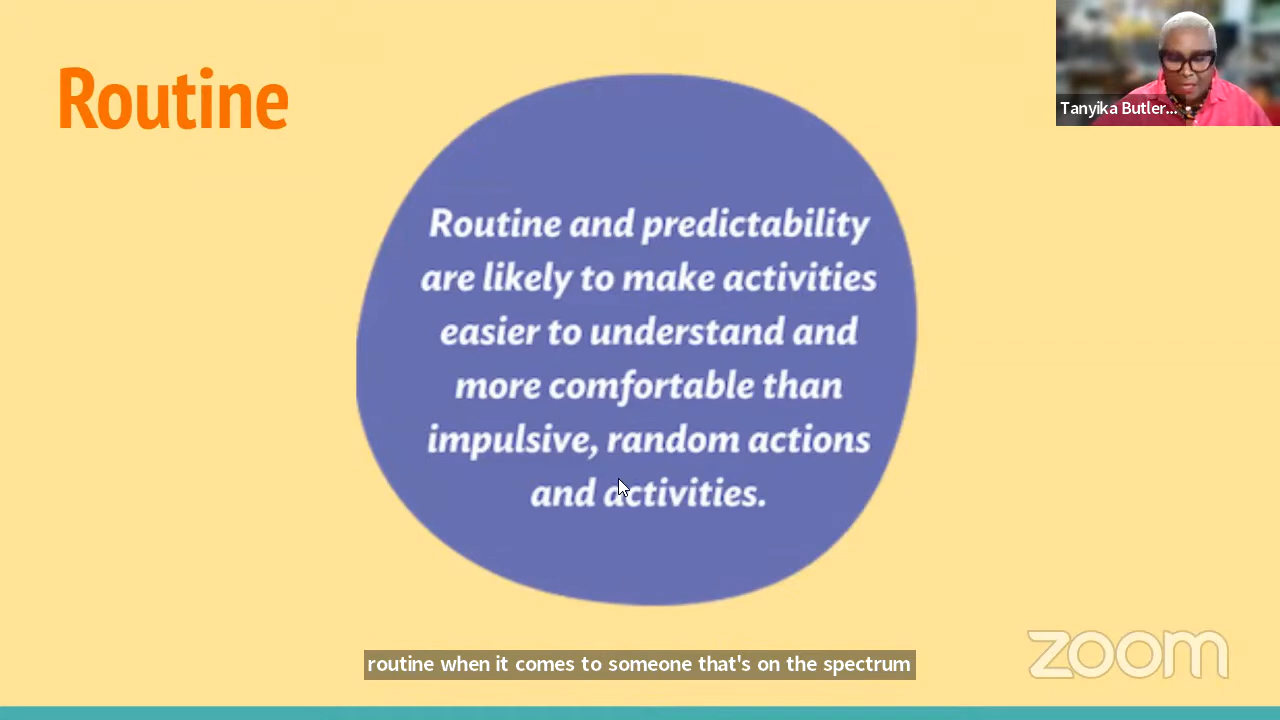 Routine
Tanyika Butler...
Routine and predictability
are likely to make activities
easier to understand and
more comfortable than
impulsive, random actions
and activities.
routine when it comes to someone that's on the spectrum
zoom